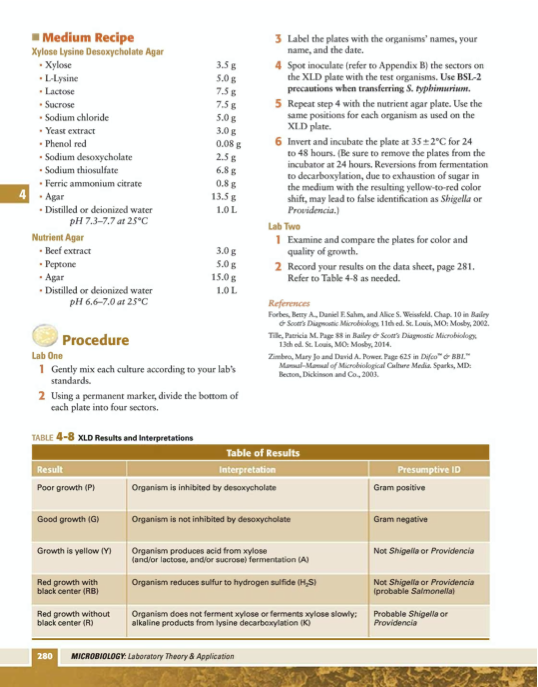 Medium Recipe
Xylose Lysine Desoxycholate Agar
• Xylose 3.5 g
• L-Lysine 5.0 g
• Lactose 7.5 g
• Sucrose 7.5 g
• Sodium chloride 5.0 g
• Yeast extract 3.0 g
• Phenol red 0.08 g
• Sodium desoxycholate 2.5 g
• Sodium thiosulfate 6.8 g
• Ferric ammonium citrate 0.8 g
• Agar 13.5 g
• Distilled or deionized water 1.0 L
pH 7.3–7.7 at 25°C
Nutrient Agar
• Beef extract 3.0 g
• Peptone 5.0 g
• Agar 15.0 g
• Distilled or deionized water 1.0 L
pH 6.6–7.0 at 25°C
4
Procedure
Lab One
1 Gently mix each culture according to your lab's
standards.
2 Using a permanent marker, divide the bottom of
each plate into four sectors.
3 Label the plates with the organisms' names, your
name, and the date.
4 Spot inoculate (refer to Appendix B) the sectors on
the XLD plate with the test organisms. Use BSL-2
precautions when transferring S. typhimurium.
5 Repeat step 4 with the nutrient agar plate. Use the
same positions for each organism as used on the
XLD plate.
6 Invert and incubate the plate at 35 ± 2°C for 24
to 48 hours. (Be sure to remove the plates from the
incubator at 24 hours. Reversions from fermentation
to decarboxylation, due to exhaustion of sugar in
the medium with the resulting yellow-to-red color
shift, may lead to false identification as Shigella or
Providencia.)
Lab Two
1 Examine and compare the plates for color and
quality of growth.
2 Record your results on the data sheet, page 281.
Refer to Table 4-8 as needed.
References
Forbes, Betty A., Daniel F. Sahm, and Alice S. Weissfeld. Chap. 10 in Bailey
& Scott's Diagnostic Microbiology, 11th ed. St. Louis, MO: Mosby, 2002.
Tille, Patricia M. Page 88 in Bailey & Scott's Diagnostic Microbiology,
13th ed. St. Louis, MO: Mosby, 2014.
Zimbro, Mary Jo and David A. Power. Page 625 in Difco™ & BBL™
Manual–Manual of Microbiological Culture Media. Sparks, MD:
Becton, Dickinson and Co., 2003.
TABLE 4-8 XLD Results and Interpretations
Table of Results
Result Interpretation Presumptive ID
Poor growth (P) Organism is inhibited by desoxycholate Gram positive
Good growth (G) Organism is not inhibited by desoxycholate Gram negative
Growth is yellow (Y) Organism produces acid from xylose Not Shigella or Providencia
(and/or lactose, and/or sucrose) fermentation (A)
Red growth with Organism reduces sulfur to hydrogen sulfide (H₂S) Not Shigella or Providencia
black center (RB) (probable Salmonella)
Red growth without Organism does not ferment xylose or ferments xylose slowly; Probable Shigella or
black center (R) alkaline products from lysine decarboxylation (K) Providencia
280 MICROBIOLOGY: Laboratory Theory & Application